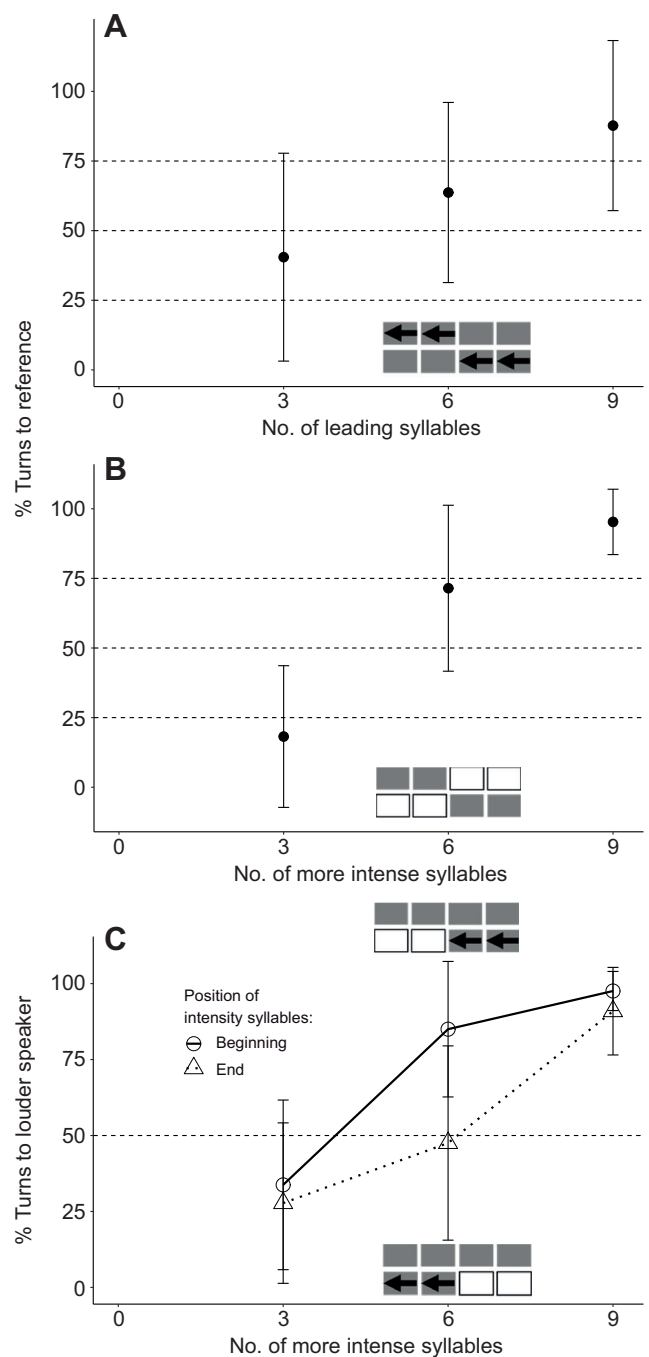 A
100
75
50
25
0
0 3 6 9
No. of leading syllables
% Turns to reference
B
100
75
50
25
0
0 3 6 9
No. of more intense syllables
C
100
75
50
25
0
Position of
intensity syllables:
Beginning
End
% Turns to louder speaker
0 3 6 9
No. of more intense syllables